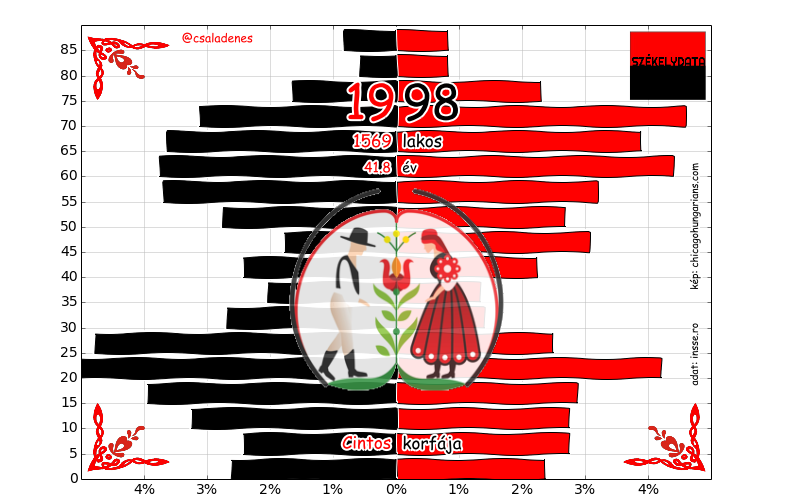 @csaladenes
SZÉKELYDATA
1998
1569 lakos
41.8 év
kép: chicagohungarians.com
adat: insse.ro
Cintos korfája
85
80
75
70
65
60
55
50
45
40
35
30
25
20
15
10
5
0
4% 3% 2% 1% 0% 1% 2% 3% 4%